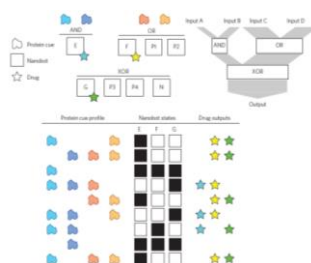 AND OR
Protein cue
Nanobot
Drug
E
F P1 P2
XOR
G P3 P4 N
Input A Input B Input C Input D
AND OR
XOR
Output
Protein cue profile Nanobot states Drug outputs
E F G